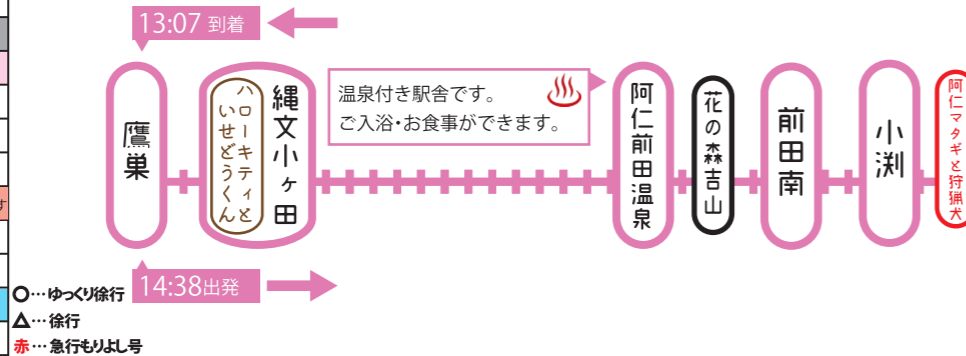 13:07 到着
鷹巣
縄文小ヶ田
ハローキティと
いせどうくん
温泉付き駅舎です。
ご入浴・お食事ができます。
阿仁前田温泉
花の森吉山
前田南
小渕
阿仁マタギと狩猟犬
14:38出発
す
○…ゆっくり徐行
△…徐行
赤…急行もりよし号